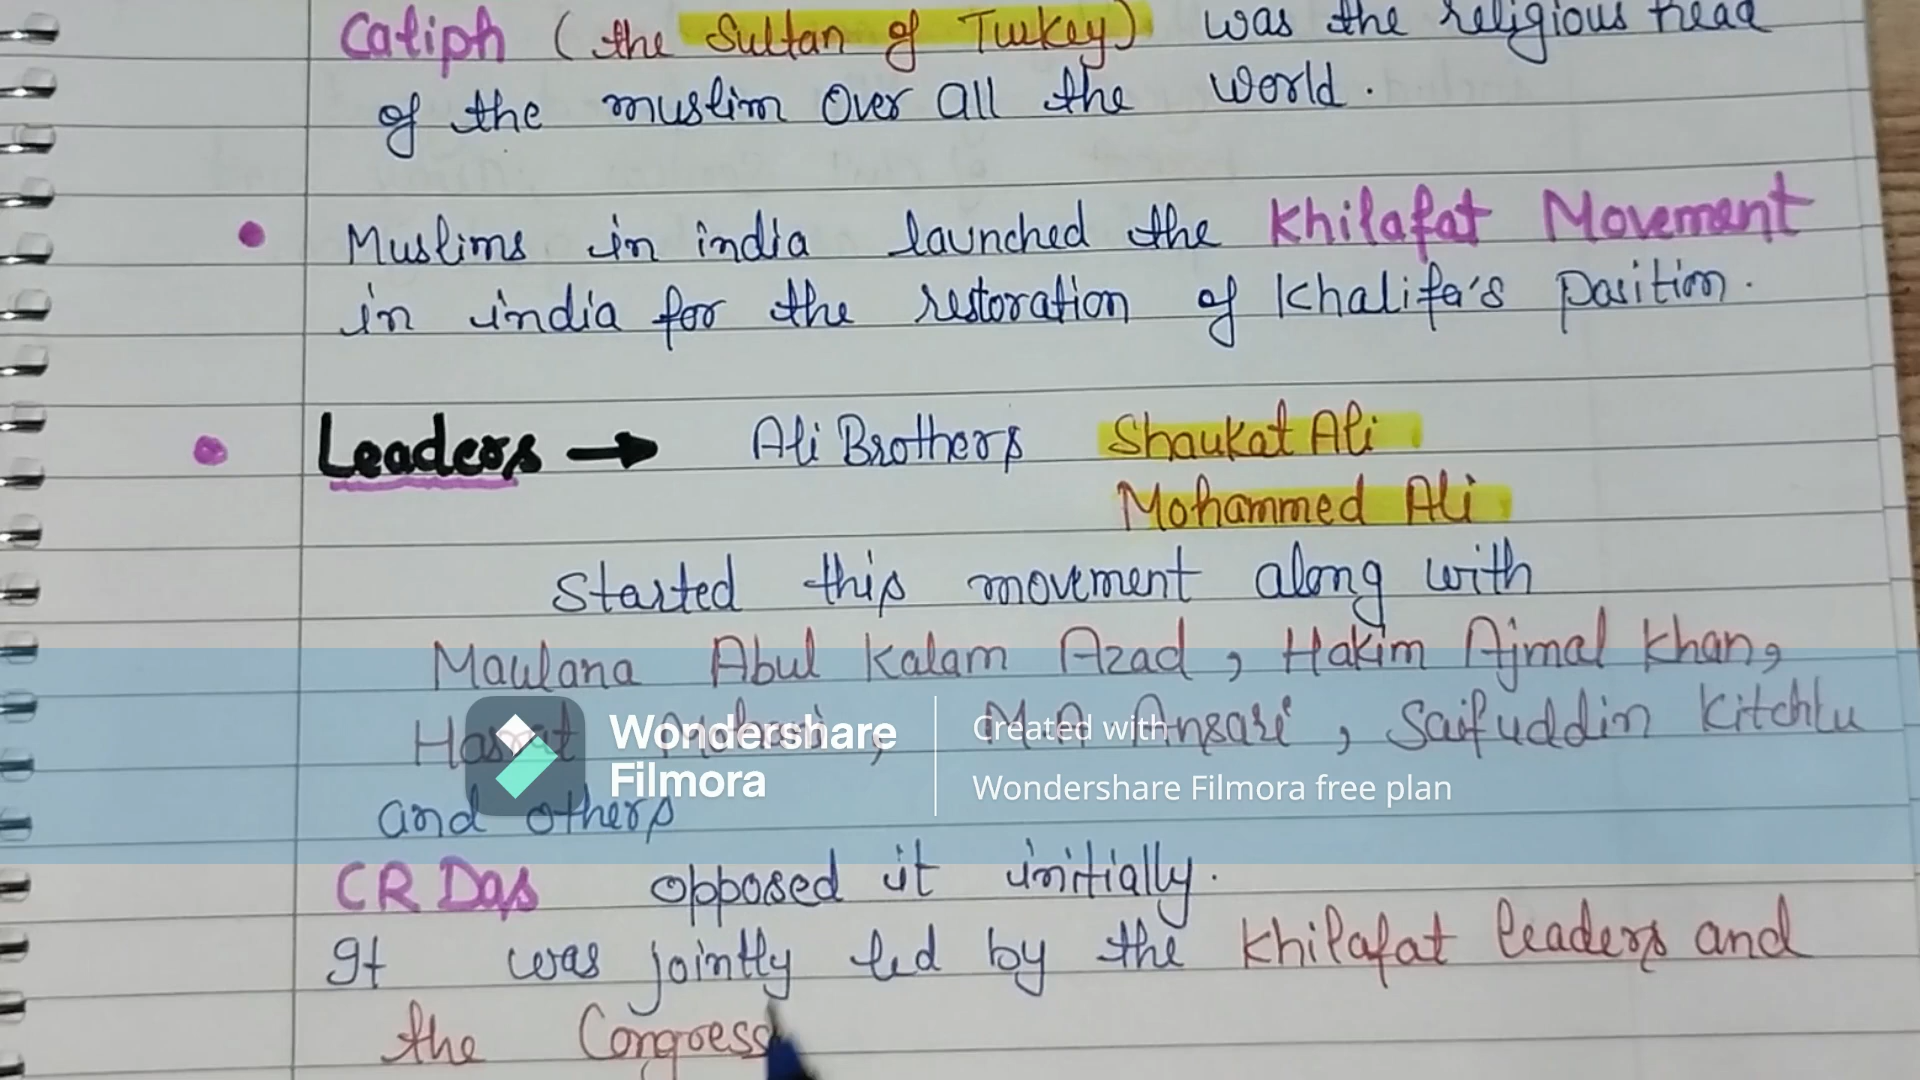 Caliph (the Sultan of Turkey) was the religious head
of the muslim over all the world.
Muslims in india launched the Khilafat Movement
in india for the restoration of Khalifa's position.
Leaders → Ali Brothers Shaukat Ali
Mohammed Ali
Started this movement along with
Maulana Abul Kalam Azad, Hakim Ajmal Khan,
Hasrat Mohani, M.A Ansari, Saifuddin Kitchlu
and others
Wondershare
Filmora
Created with
Wondershare Filmora free plan
CR Das opposed it initially.
It was jointly led by the Khilafat leaders and
the Congress